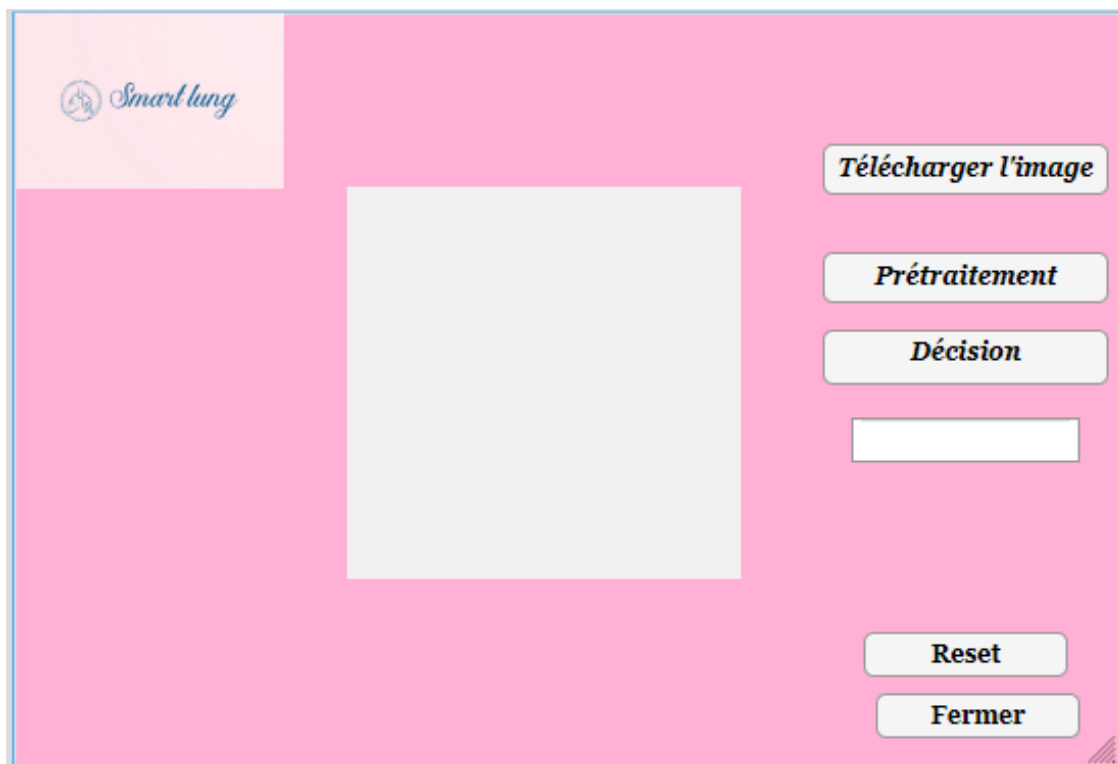 Smart lung
Télécharger l'image
Prétraitement
Décision
Reset
Fermer